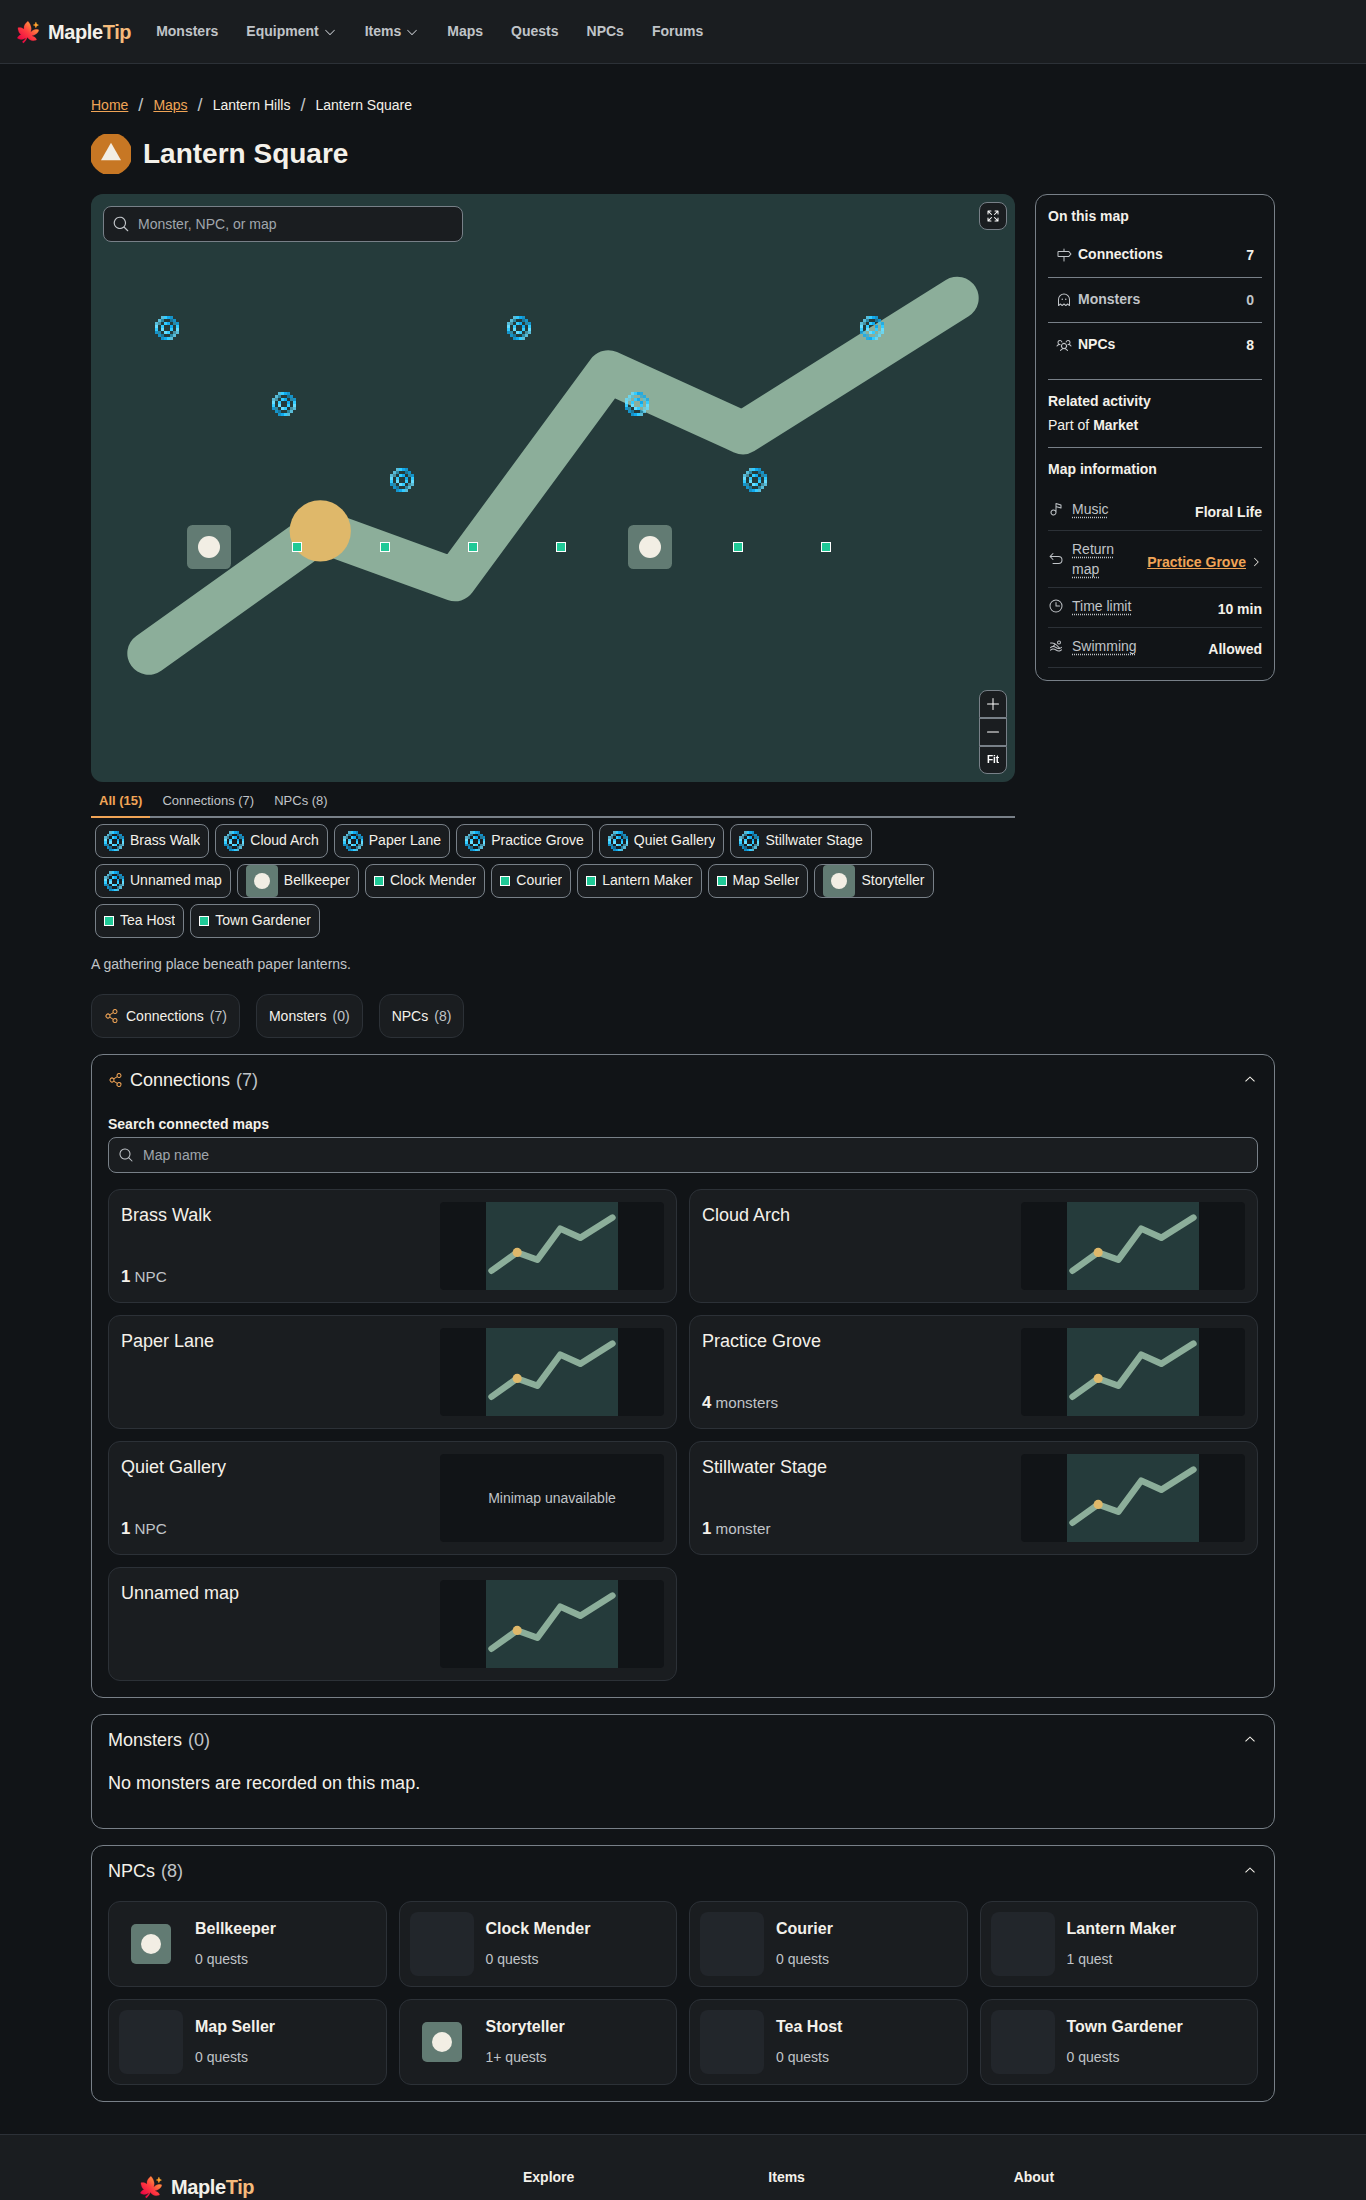 MapleTip
Monsters
Equipment
Items
Maps
Quests
NPCs
Forums
Home / Maps / Lantern Hills / Lantern Square
Lantern Square
Monster, NPC, or map
Fit
On this map
Connections 7
Monsters 0
NPCs 8
Related activity
Part of Market
Map information
Music Floral Life
Return map Practice Grove
Time limit 10 min
Swimming Allowed
All (15) Connections (7) NPCs (8)
Brass Walk Cloud Arch Paper Lane Practice Grove Quiet Gallery Stillwater Stage
Unnamed map Bellkeeper Clock Mender Courier Lantern Maker Map Seller Storyteller
Tea Host Town Gardener
A gathering place beneath paper lanterns.
Connections (7) Monsters (0) NPCs (8)
Connections (7)
Search connected maps
Map name
Brass Walk
1 NPC
Cloud Arch
Paper Lane
Practice Grove
4 monsters
Quiet Gallery
1 NPC
Minimap unavailable
Stillwater Stage
1 monster
Unnamed map
Monsters (0)
No monsters are recorded on this map.
NPCs (8)
Bellkeeper
0 quests
Clock Mender
0 quests
Courier
0 quests
Lantern Maker
1 quest
Map Seller
0 quests
Storyteller
1+ quests
Tea Host
0 quests
Town Gardener
0 quests
MapleTip
Explore
Items
About